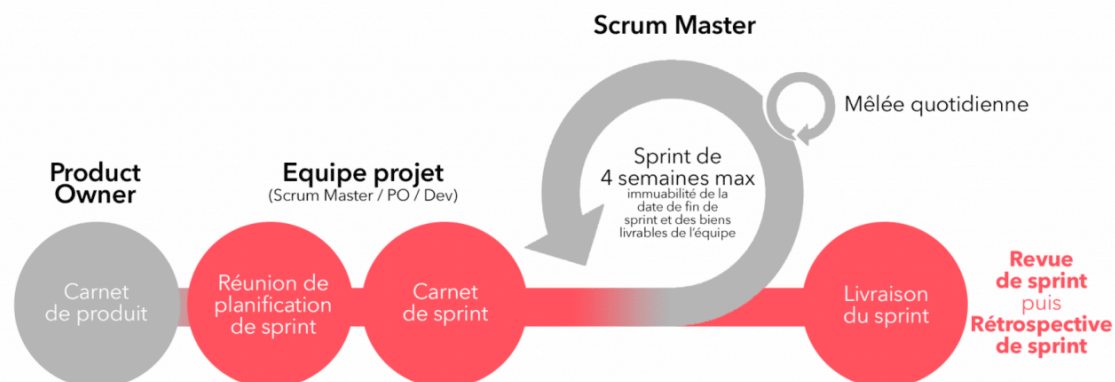 Scrum Master
Mêlée quotidienne
Product
Owner
Equipe projet
(Scrum Master / PO / Dev)
Sprint de
4 semaines max
immuabilité de la
date de fin de
sprint et des biens
livrables de l'équipe
Carnet
de produit
Réunion de
planification
de sprint
Carnet
de sprint
Livraison
du sprint
Revue
de sprint
puis
Rétrospective
de sprint